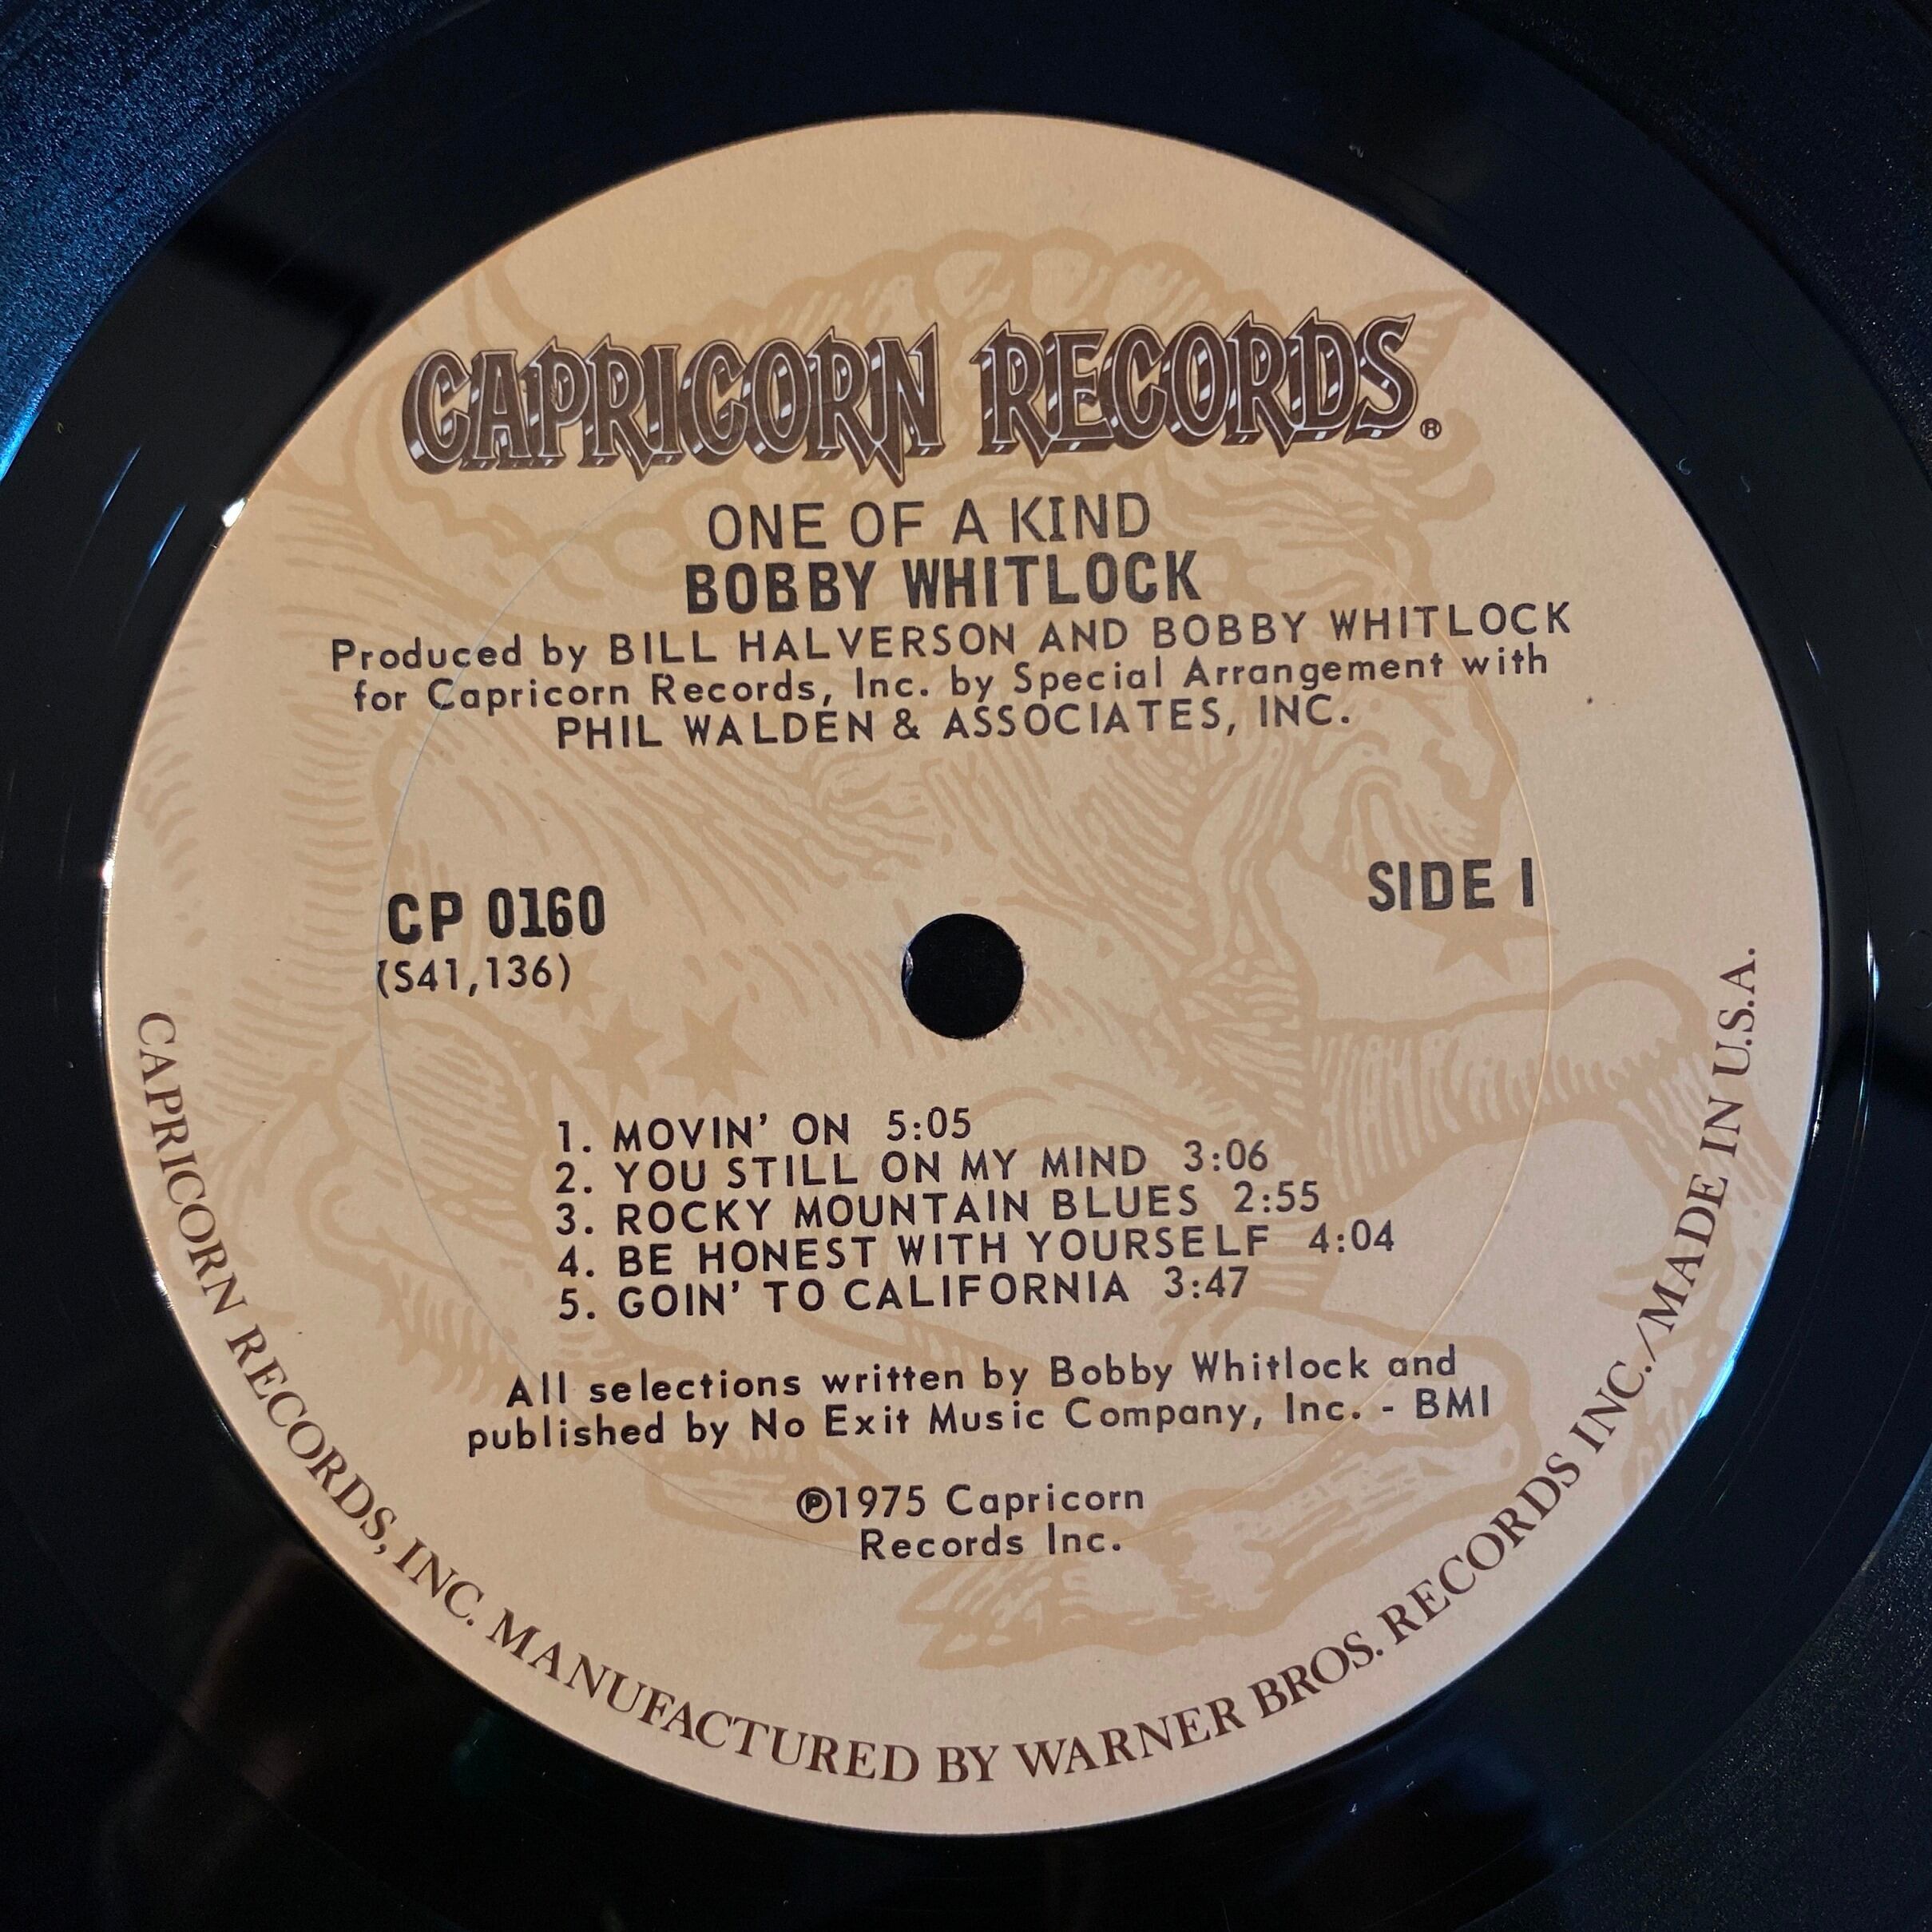 CAPRICORN RECORDS®
ONE OF A KIND
BOBBY WHITLOCK
Produced by BILL HALVERSON AND BOBBY WHITLOCK
for Capricorn Records, Inc. by Special Arrangement with
PHIL WALDEN & ASSOCIATES, INC.
CP 0160
(S41,136)
SIDE 1
1. MOVIN' ON 5:05
2. YOU STILL ON MY MIND 3:06
3. ROCKY MOUNTAIN BLUES 2:55
4. BE HONEST WITH YOURSELF 4:04
5. GOIN' TO CALIFORNIA 3:47
All selections written by Bobby Whitlock and
published by No Exit Music Company, Inc. - BMI
℗1975 Capricorn
Records Inc.
CAPRICORN RECORDS, INC. MANUFACTURED BY WARNER BROS. RECORDS INC./MADE IN U.S.A.